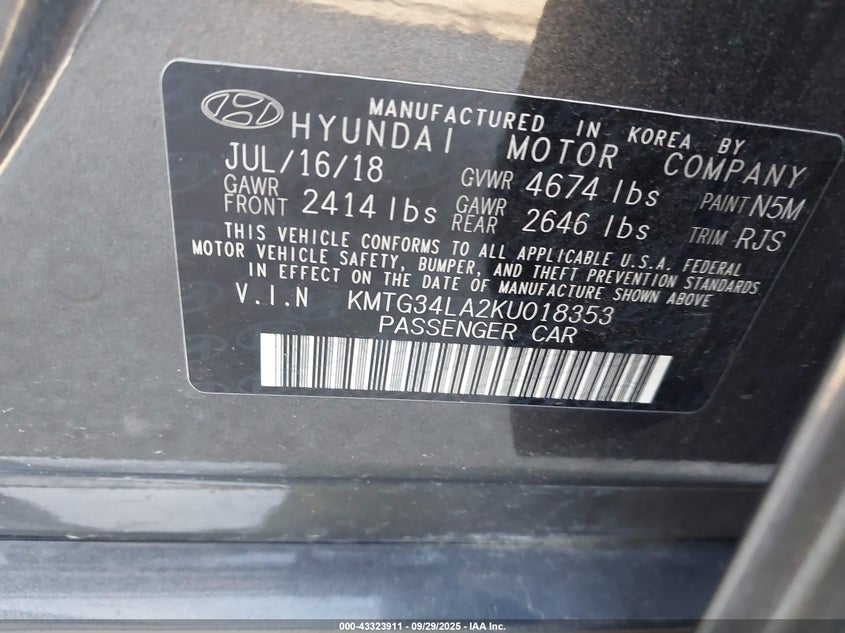 MANUFACTURED IN KOREA BY
HYUNDAI MOTOR COMPANY
JUL/16/18 GVWR 4674 lbs PAINT N5M
GAWR FRONT 2414 lbs GAWR REAR 2646 lbs TRIM RJS
THIS VEHICLE CONFORMS TO ALL APPLICABLE U.S.A. FEDERAL
MOTOR VEHICLE SAFETY, BUMPER, AND THEFT PREVENTION STANDARDS
IN EFFECT ON THE DATE OF MANUFACTURE SHOWN ABOVE
V.I.N KMTG34LA2KU018353
PASSENGER CAR
000-43323911 - 09/29/2025 - IAA Inc.